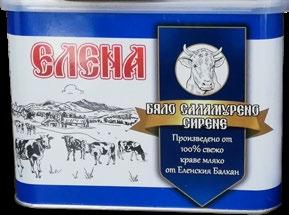 ЕЛЕНА
БЯЛО САЛАМУРЕНО
СИРЕНЕ
Произведено от
100% свежо
краве мляко
от Еленския Балкан